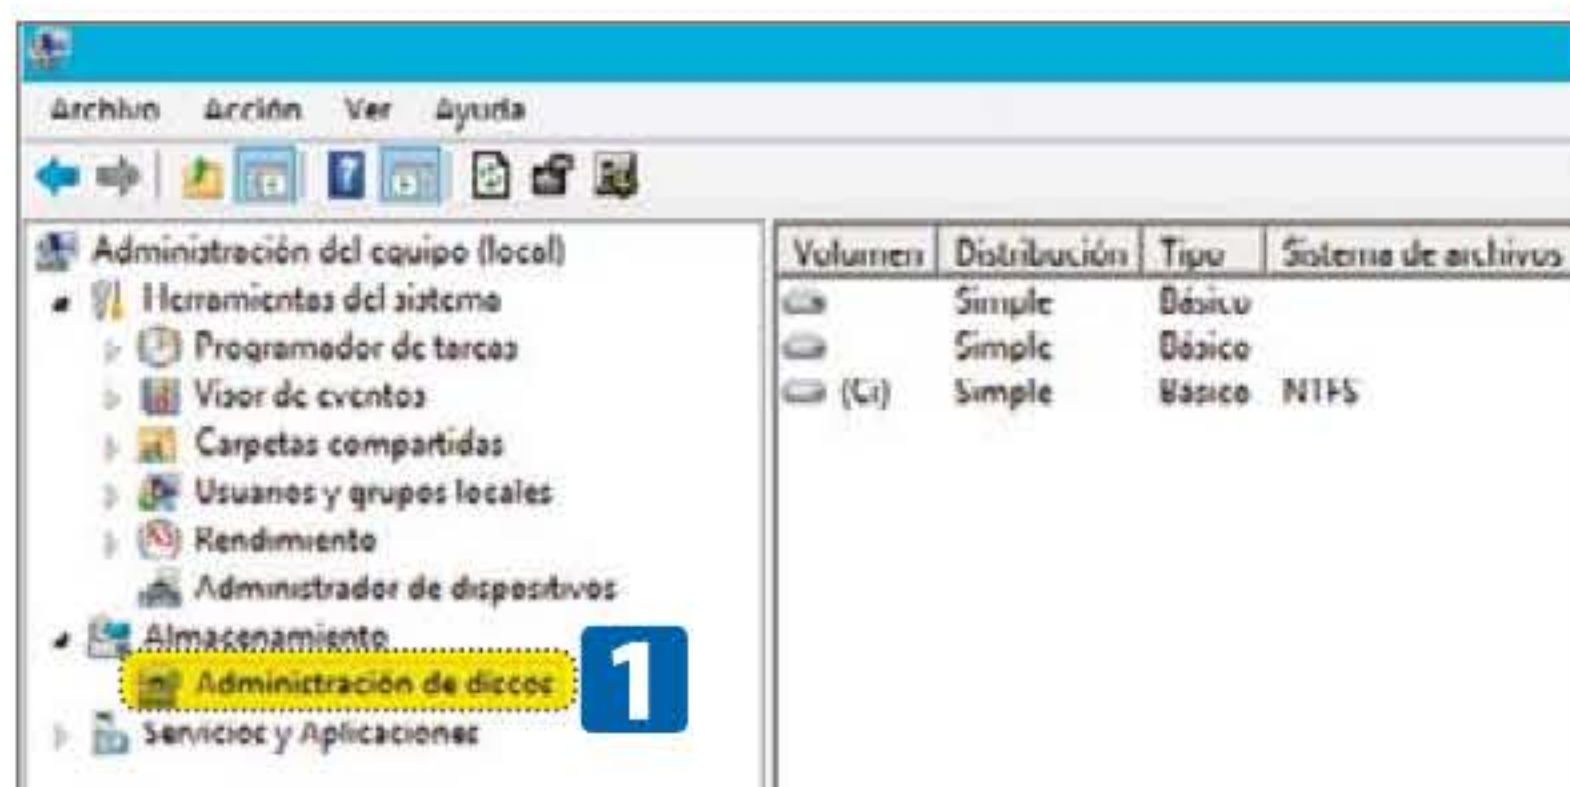 Archivo Acción Ver Ayuda
Administración del equipo (local)
Herramientas del sistema
Programador de tareas
Visor de eventos
Carpetas compartidas
Usuarios y grupos locales
Rendimiento
Administrador de dispositivos
Almacenamiento
Administración de discos
1
Servicios y Aplicaciones
Volumen Distribución Tipo Sistema de archivos
Simple Básico
Simple Básico
(C:) Simple Básico NTFS